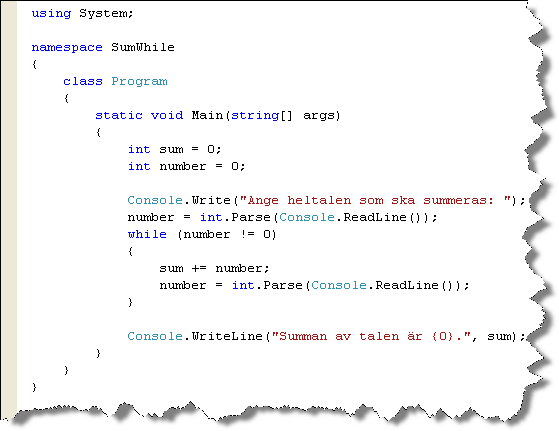 using System;
namespace SumWhile
{
class Program
{
static void Main(string[] args)
{
int sum = 0;
int number = 0;
Console.Write("Ange heltalen som ska summeras: ");
number = int.Parse(Console.ReadLine());
while (number != 0)
{
sum += number;
number = int.Parse(Console.ReadLine());
}
Console.WriteLine("Summan av talen är {0}.", sum);
}
}
}